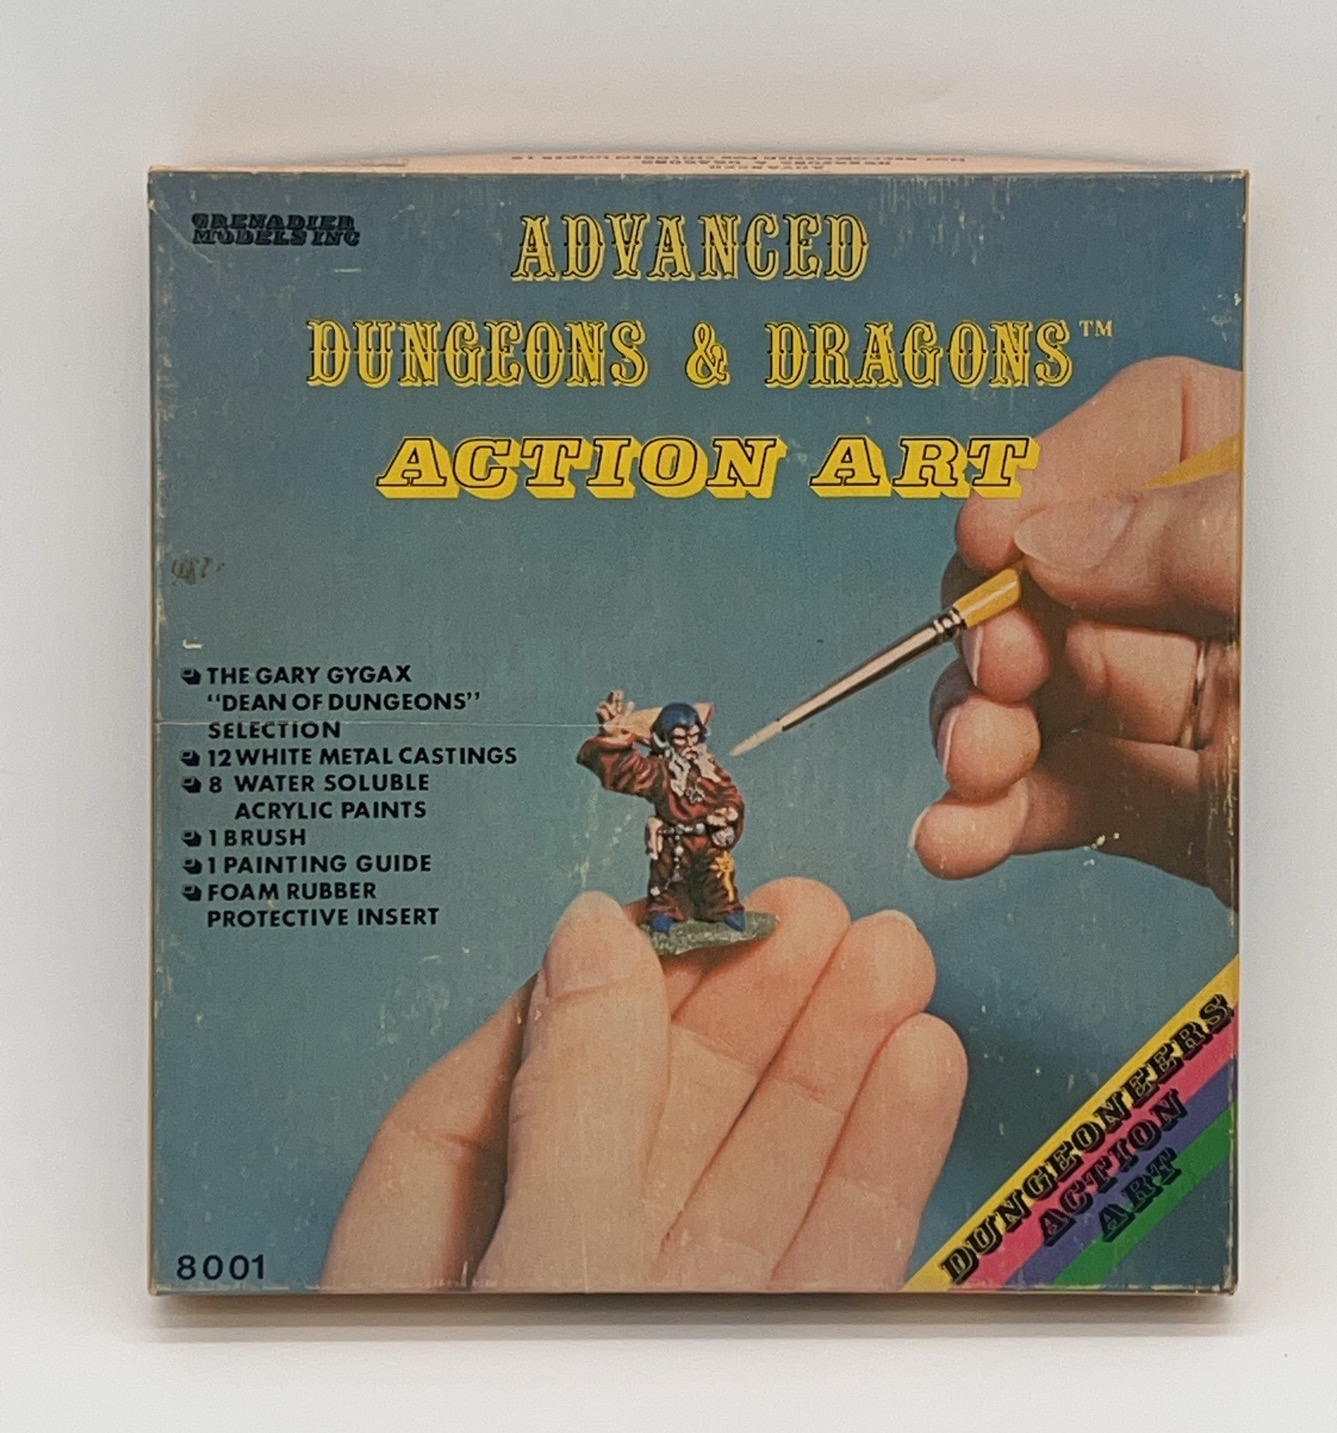 GRENADIER
MODELS INC
ADVANCED
DUNGEONS & DRAGONS™
ACTION ART
THE GARY GYGAX
“DEAN OF DUNGEONS”
SELECTION
12 WHITE METAL CASTINGS
8 WATER SOLUBLE
ACRYLIC PAINTS
1 BRUSH
1 PAINTING GUIDE
FOAM RUBBER
PROTECTIVE INSERT
DUNGEONEERS
ACTION
ART
8001